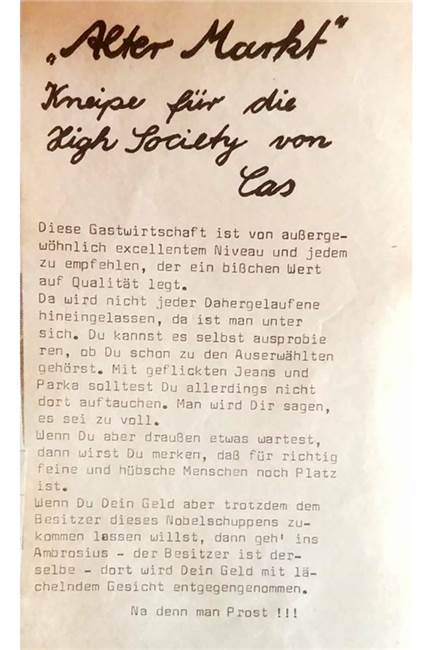 „Alter Markt"
Kneipe für die
High Society von
Cas
Diese Gastwirtschaft ist von außerge-
wöhnlich excellentem Niveau und jedem
zu empfehlen, der ein bißchen Wert
auf Qualität legt.
Da wird nicht jeder Dahergelaufene
hineingelassen, da ist man unter
sich. Du kannst es selbst ausprobie
ren, ob Du schon zu den Auserwählten
gehörst. Mit geflickten Jeans und
Parka solltest Du allerdings nicht
dort auftauchen. Man wird Dir sagen,
es sei zu voll.
Wenn Du aber draußen etwas wartest,
dann wirst Du merken, daß für richtig
feine und hübsche Menschen noch Platz
ist.
Wenn Du Dein Geld aber trotzdem dem
Besitzer dieses Nobelschuppens zu-
kommen lassen willst, dann geh' ins
Ambrosius - der Besitzer ist der-
selbe - dort wird Dein Geld mit lä-
chelndem Gesicht entgegengenommen.
Na denn man Prost !!!